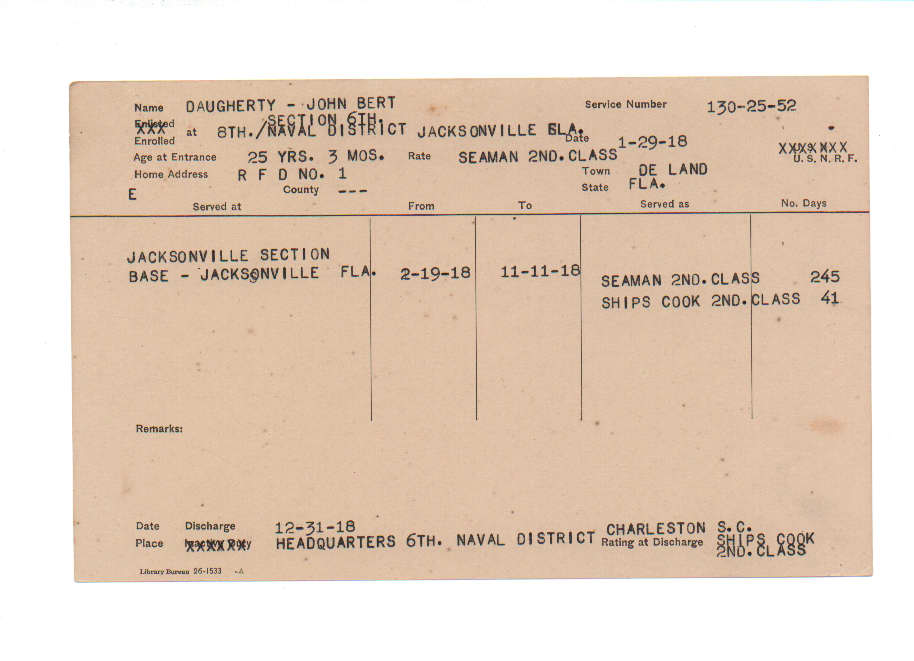 Name DAUGHERTY - JOHN BERT Service Number 130-25-52
Enlisted XXX SECTION 6TH.
Enrolled at 8TH./NAVAL DISTRICT JACKSONVILLE FLA. Date 1-29-18 XXXX XXX
Age at Entrance 25 YRS. 3 MOS. Rate SEAMAN 2ND.CLASS U.S.N.R.F.
Home Address R F D NO. 1 Town DE LAND
E County --- State FLA.
Served at From To Served as No. Days
JACKSONVILLE SECTION
BASE - JACKSONVILLE FLA. 2-19-18 11-11-18 SEAMAN 2ND.CLASS 245
SHIPS COOK 2ND.CLASS 41
Remarks:
Date Discharge 12-31-18
Place XXXXXXX HEADQUARTERS 6TH. NAVAL DISTRICT CHARLESTON S.C.
Rating at Discharge SHIPS COOK
2ND.CLASS
Library Bureau 26-1533 -A